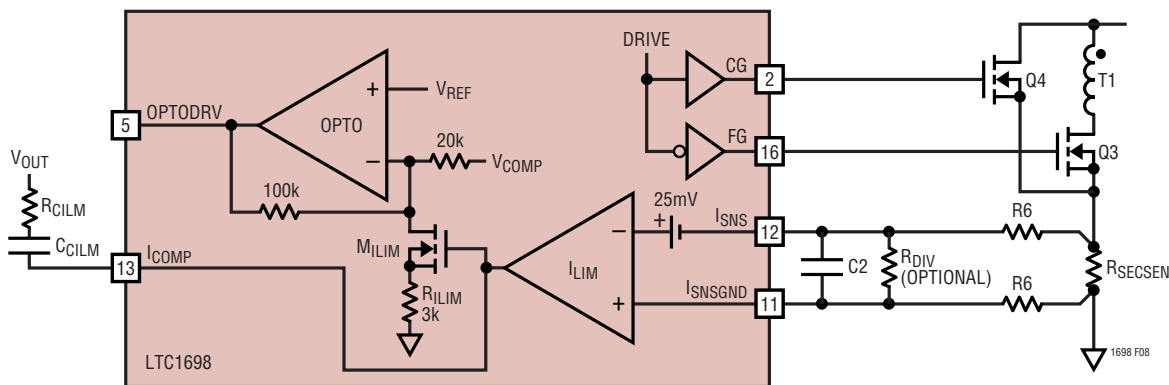 DRIVE
CG
2
Q4
T1
5
OPTODRV
+
OPTO
VREF
–
20k
VCOMP
FG
16
Q3
VOUT
RCILM
CCILM
100k
25mV
+
ISNS
12
R6
13
ICOMP
MILIM
–
ILIM
+
C2
RDIV
(OPTIONAL)
RSECSEN
RILIM
3k
ISNSGND
11
R6
LTC1698
1698 F08